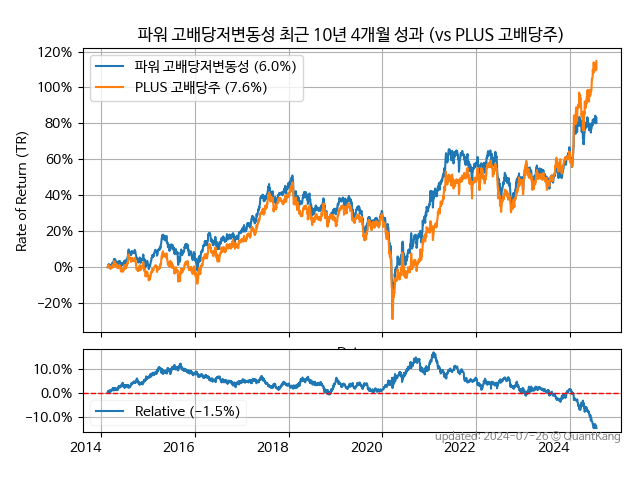 파워 고배당저변동성 최근 10년 4개월 성과 (vs PLUS 고배당주)
120%
100%
80%
60%
40%
20%
0%
−20%
Rate of Return (TR)
파워 고배당저변동성 (6.0%)
PLUS 고배당주 (7.6%)
10.0%
0.0%
−10.0%
Relative (−1.5%)
2014
2016
2018
2020
2022
2024
updated: 2024-07-26 © QuantKang